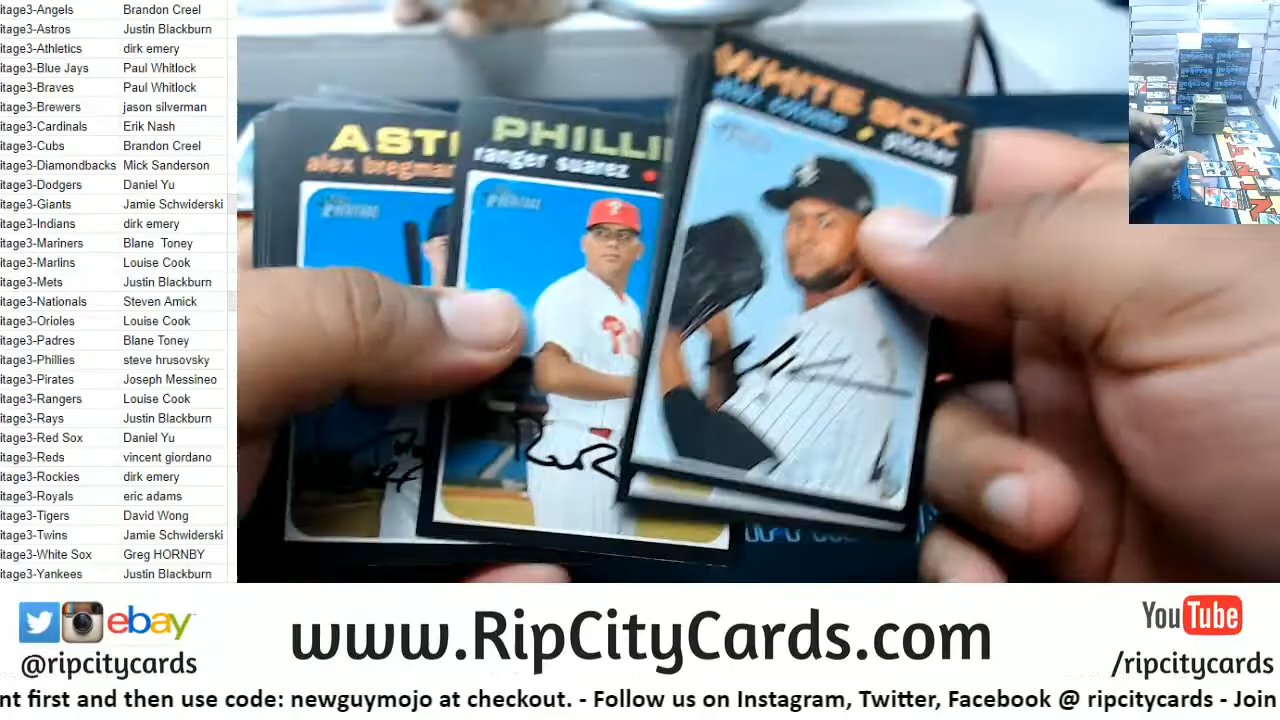 itage3-Angels Brandon Creel
itage3-Astros Justin Blackburn
itage3-Athletics dirk emery
itage3-Blue Jays Paul Whitlock
itage3-Braves Paul Whitlock
itage3-Brewers jason silverman
itage3-Cardinals Erik Nash
itage3-Cubs Brandon Creel
itage3-Diamondbacks Mick Sanderson
itage3-Dodgers Daniel Yu
itage3-Giants Jamie Schwiderski
itage3-Indians dirk emery
itage3-Mariners Blane Toney
itage3-Marlins Louise Cook
itage3-Mets Justin Blackburn
itage3-Nationals Steven Amick
itage3-Orioles Louise Cook
itage3-Padres Blane Toney
itage3-Phillies steve hrusovsky
itage3-Pirates Joseph Messineo
itage3-Rangers Louise Cook
itage3-Rays Justin Blackburn
itage3-Red Sox Daniel Yu
itage3-Reds vincent giordano
itage3-Rockies dirk emery
itage3-Royals eric adams
itage3-Tigers David Wong
itage3-Twins Jamie Schwiderski
itage3-White Sox Greg HORNBY
itage3-Yankees Justin Blackburn
ASTI
alex bregma
Heritage
PHILLI
ranger suarez
Heritage
WHITE SOX
pitcher
ebay
@ripcitycards
www.RipCityCards.com
YouTube
/ripcitycards
nt first and then use code: newguymojo at checkout. - Follow us on Instagram, Twitter, Facebook @ ripcitycards - Join